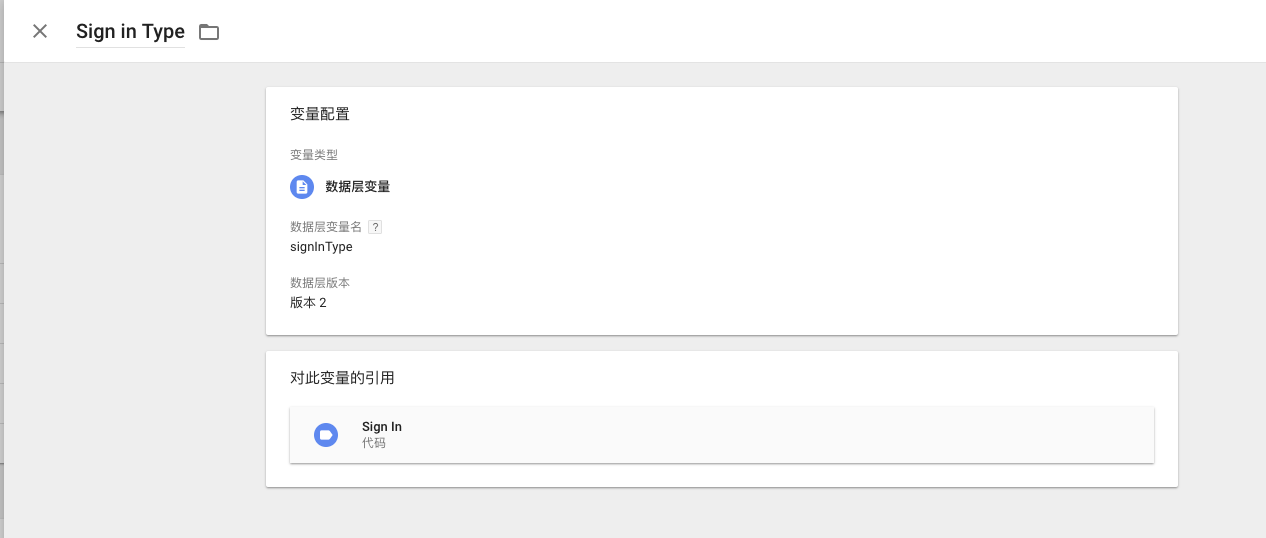 Sign in Type
变量配置
变量类型
数据层变量
数据层变量名 ?
signInType
数据层版本
版本 2
对此变量的引用
Sign In
代码